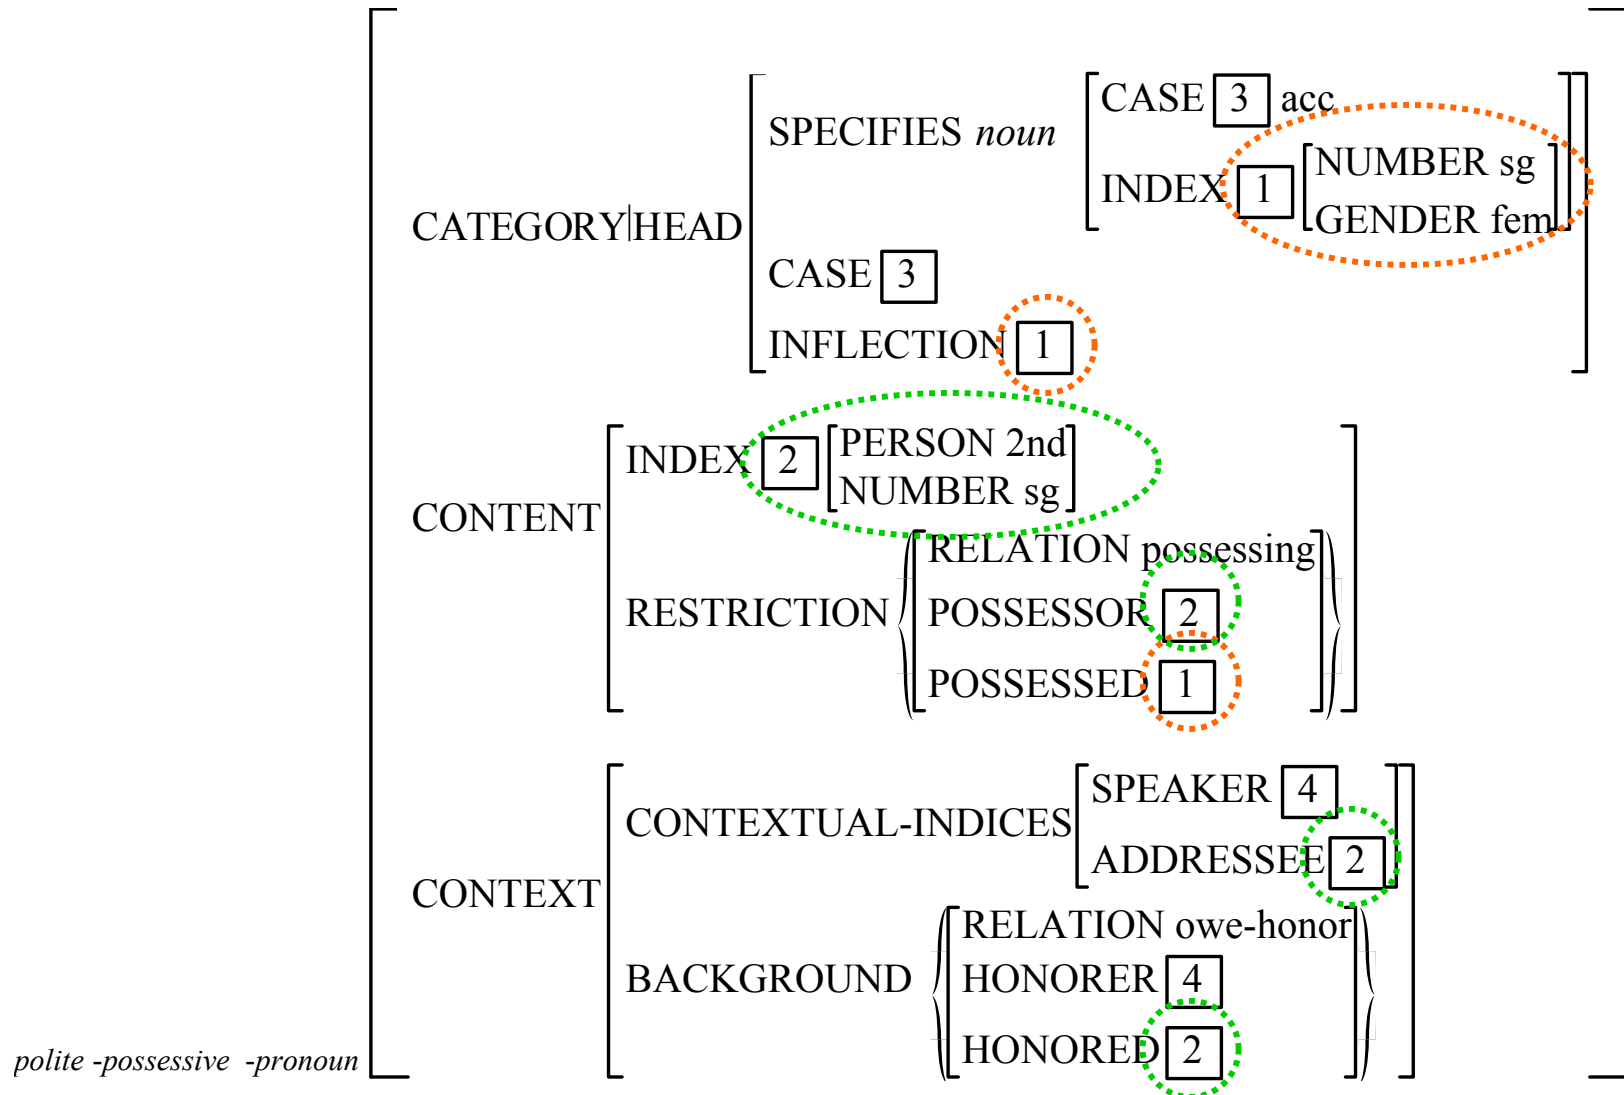 CASE 3 acc
SPECIFIES noun
NUMBER sg
INDEX 1
GENDER fem
CATEGORY|HEAD
CASE 3
INFLECTION 1
PERSON 2nd
INDEX 2
NUMBER sg
CONTENT
RELATION possessing
RESTRICTION
POSSESSOR 2
POSSESSED 1
SPEAKER 4
CONTEXTUAL-INDICES
ADDRESSEE 2
CONTEXT
RELATION owe-honor
BACKGROUND
HONORER 4
HONORED 2
polite -possessive -pronoun